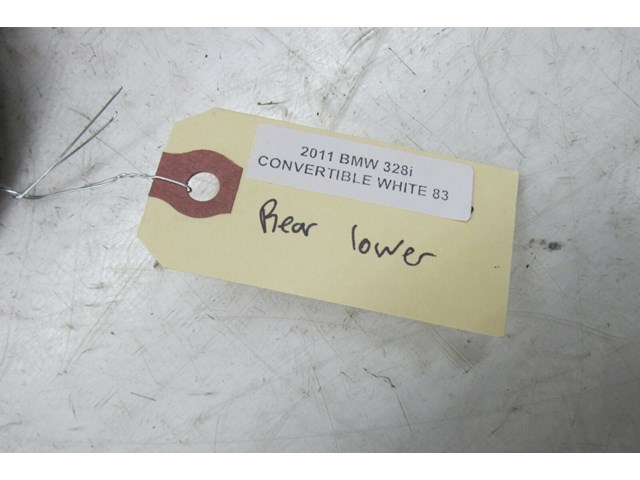 2011 BMW 328i
CONVERTIBLE WHITE 83
Rear lower